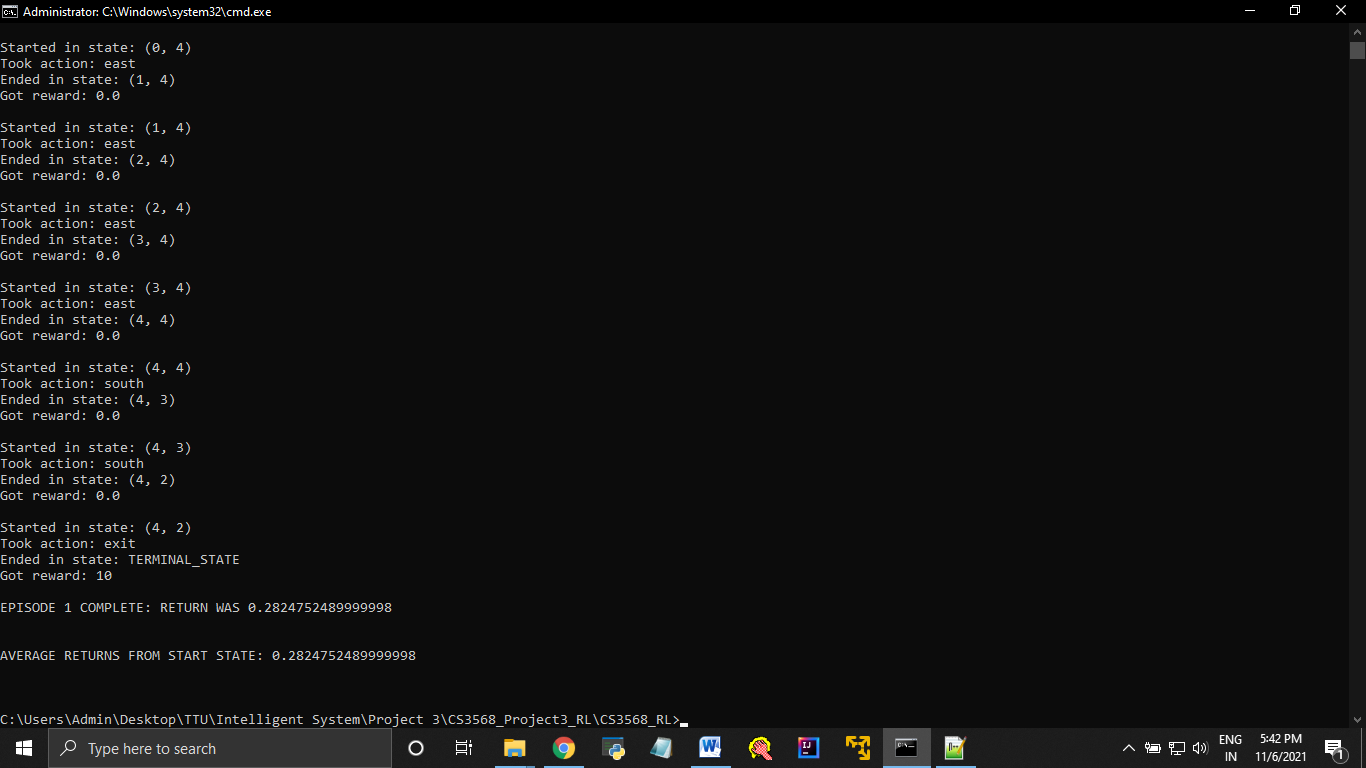 Administrator: C:\Windows\system32\cmd.exe
Started in state: (0, 4)
Took action: east
Ended in state: (1, 4)
Got reward: 0.0
Started in state: (1, 4)
Took action: east
Ended in state: (2, 4)
Got reward: 0.0
Started in state: (2, 4)
Took action: east
Ended in state: (3, 4)
Got reward: 0.0
Started in state: (3, 4)
Took action: east
Ended in state: (4, 4)
Got reward: 0.0
Started in state: (4, 4)
Took action: south
Ended in state: (4, 3)
Got reward: 0.0
Started in state: (4, 3)
Took action: south
Ended in state: (4, 2)
Got reward: 0.0
Started in state: (4, 2)
Took action: exit
Ended in state: TERMINAL_STATE
Got reward: 10
EPISODE 1 COMPLETE: RETURN WAS 0.2824752489999998
AVERAGE RETURNS FROM START STATE: 0.2824752489999998
C:\Users\Admin\Desktop\TTU\Intelligent System\Project 3\CS3568_Project3_RL\CS3568_RL>
Type here to search
ENG
IN
5:42 PM
11/6/2021
1